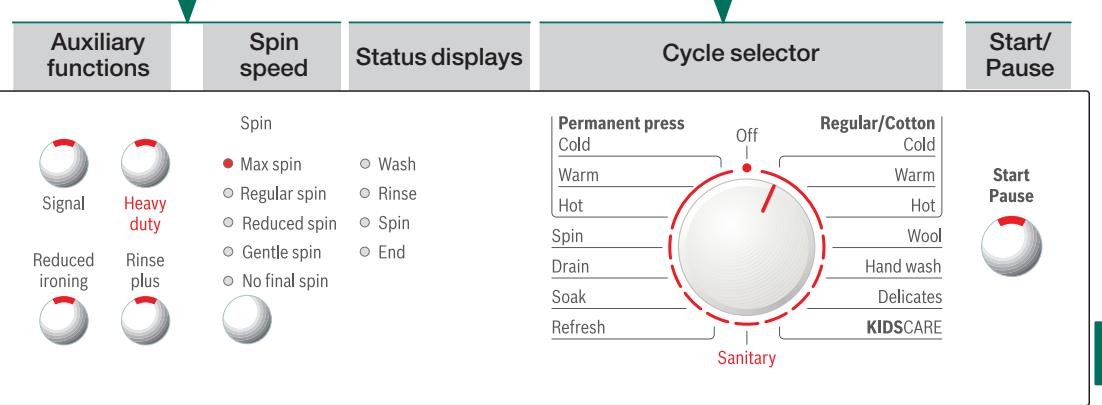 Auxiliary
functions
Spin
speed
Status displays
Cycle selector
Start/
Pause
Signal
Heavy
duty
Reduced
ironing
Rinse
plus
Spin
Max spin
Regular spin
Reduced spin
Gentle spin
No final spin
Wash
Rinse
Spin
End
Permanent press
Cold
Warm
Hot
Spin
Drain
Soak
Refresh
Off
Sanitary
Regular/Cotton
Cold
Warm
Hot
Wool
Hand wash
Delicates
KIDSCARE
Start
Pause